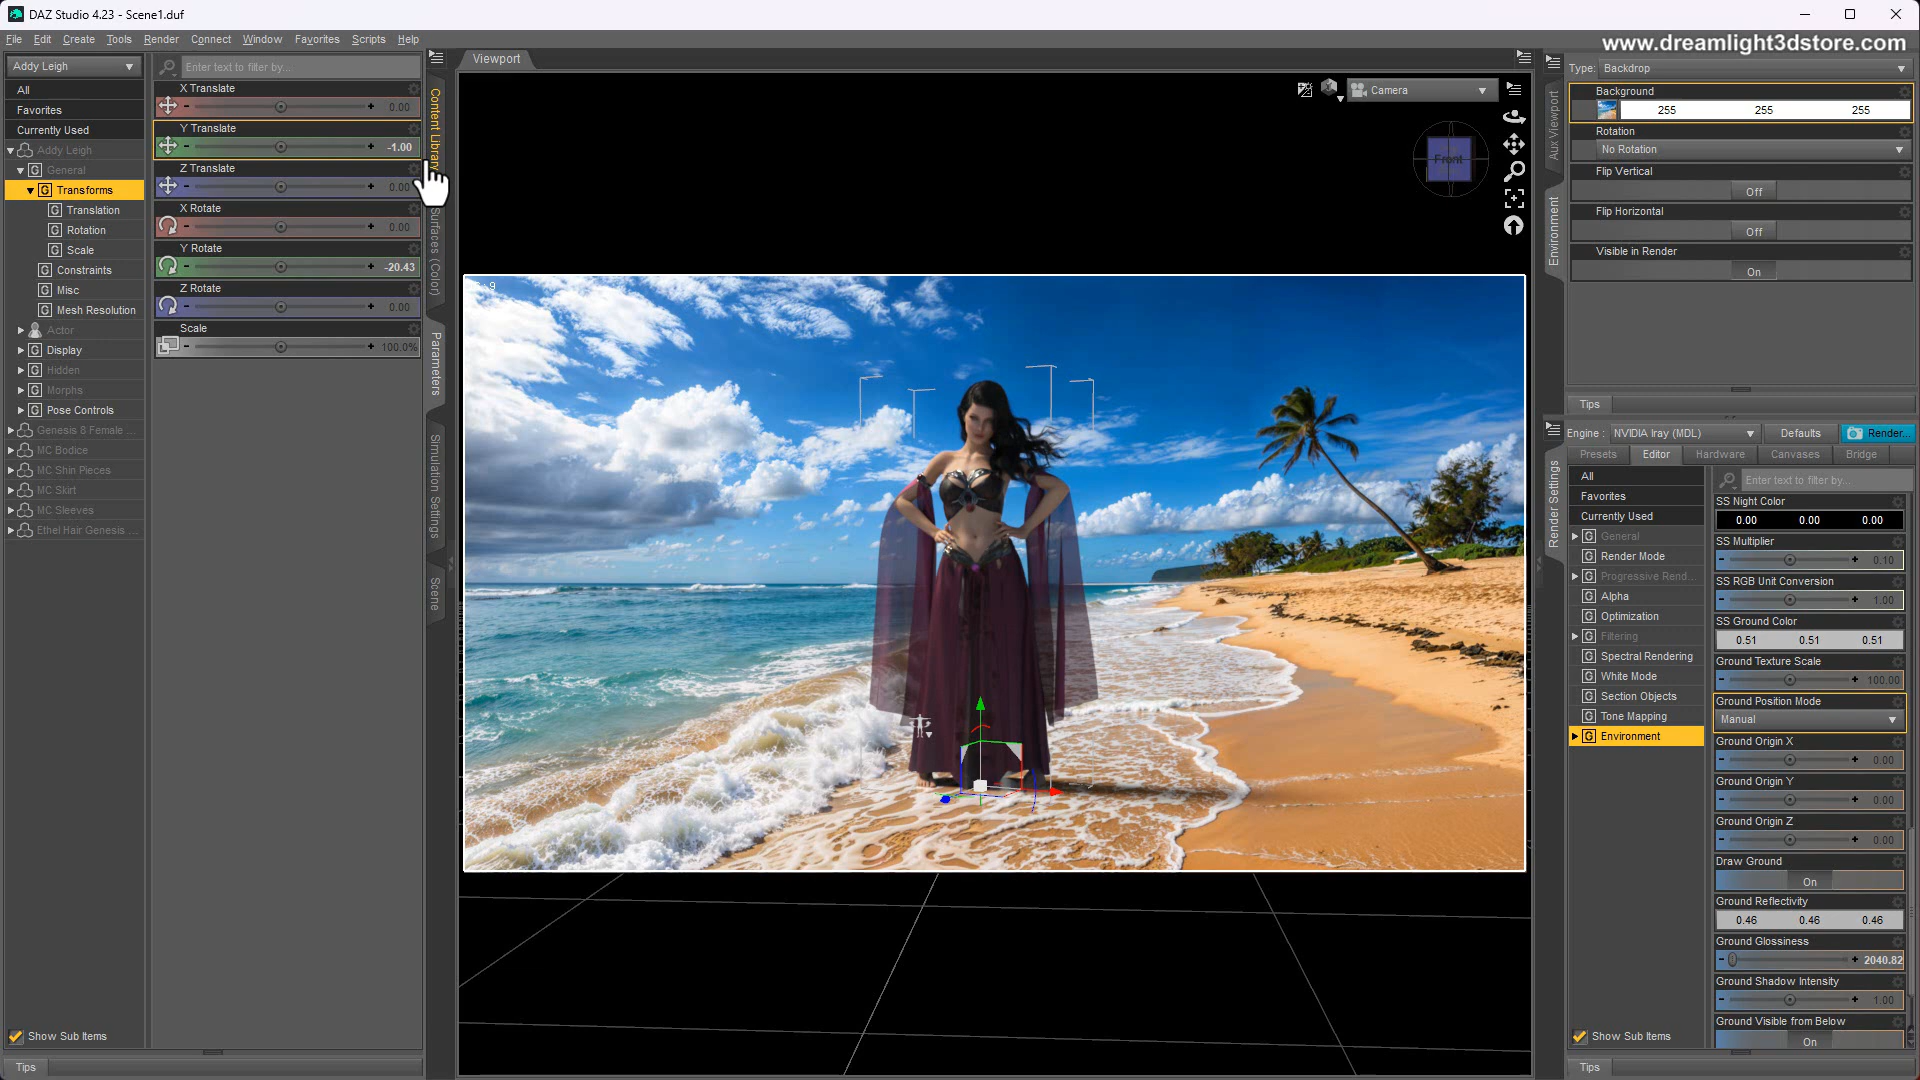 DAZ Studio 4.23 - Scene1.duf
www.dreamlight3dstore.com
File Edit Create Tools Render Connect Window Favorites Scripts Help
Addy Leigh
All
Favorites
Currently Used
Addy Leigh
General
Transforms
Translation
Rotation
Scale
Constraints
Misc
Mesh Resolution
Actor
Display
Hidden
Morphs
Pose Controls
Genesis 8 Female ...
MC Bodice
MC Shin Pieces
MC Skirt
MC Sleeves
Ethel Hair Genesis ...
Show Sub Items
Tips
Enter text to filter by...
X Translate
0.00
Y Translate
-1.00
Z Translate
0.00
X Rotate
0.00
Y Rotate
-20.43
Z Rotate
0.00
Scale
100.0%
Content Library
Surfaces (Color)
Parameters
Simulation Settings
Scene
Viewport
Camera
Front
Aux Viewport
Environment
Type: Backdrop
Background
255 255 255
Rotation
No Rotation
Flip Vertical
Off
Flip Horizontal
Off
Visible in Render
On
Tips
Render Settings
Engine : NVIDIA Iray (MDL) Defaults Render...
Presets Editor Hardware Canvases Bridge
All
Favorites
Currently Used
General
Render Mode
Progressive Rend...
Alpha
Optimization
Filtering
Spectral Rendering
White Mode
Section Objects
Tone Mapping
Environment
Show Sub Items
Tips
Enter text to filter by...
SS Night Color
0.00 0.00 0.00
SS Multiplier
0.10
SS RGB Unit Conversion
1.00
SS Ground Color
0.51 0.51 0.51
Ground Texture Scale
100.00
Ground Position Mode
Manual
Ground Origin X
0.00
Ground Origin Y
0.00
Ground Origin Z
0.00
Draw Ground
On
Ground Reflectivity
0.46 0.46 0.46
Ground Glossiness
2040.82
Ground Shadow Intensity
1.00
Ground Visible from Below
On